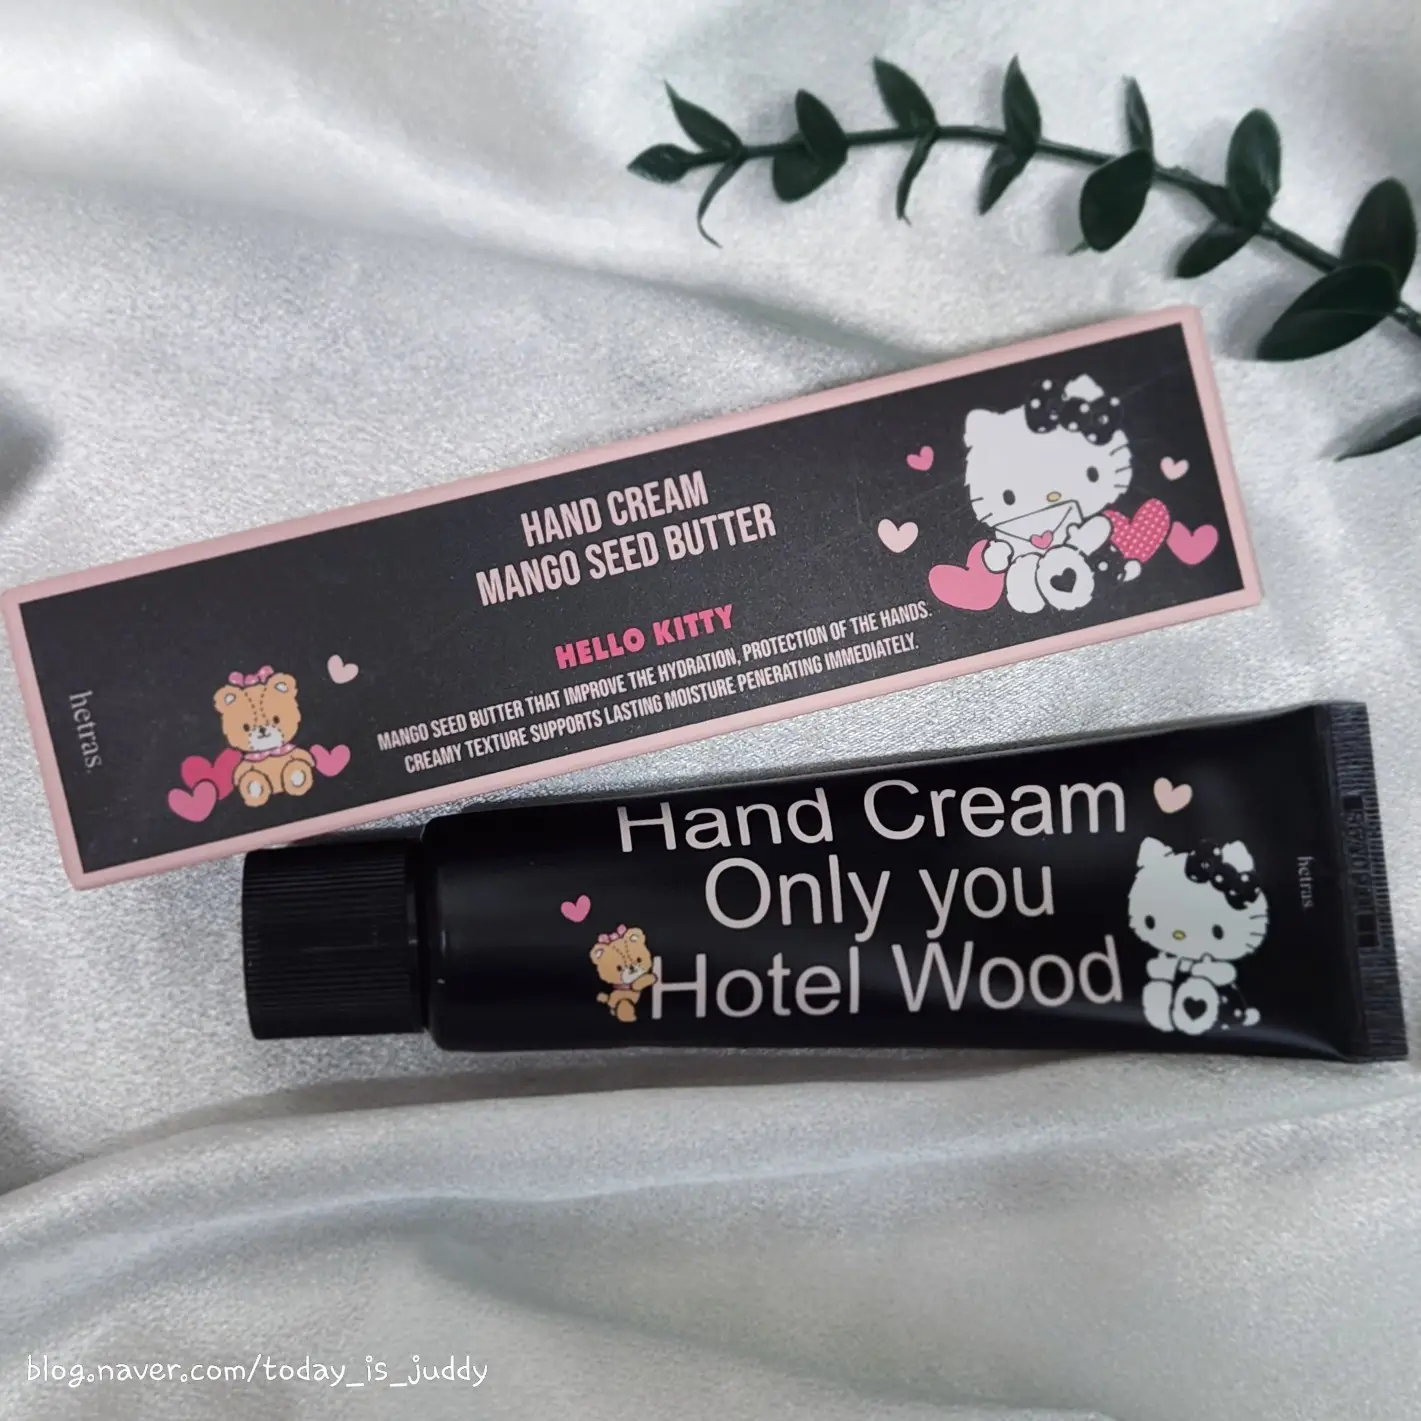 HAND CREAM
MANGO SEED BUTTER
HELLO KITTY
MANGO SEED BUTTER THAT IMPROVE THE HYDRATION, PROTECTION OF THE HANDS.
CREAMY TEXTURE SUPPORTS LASTING MOISTURE PENERATING IMMEDIATELY.
hetras.
Hand Cream
Only you
Hotel Wood
hetras.
blog.naver.com/today_is_juddy